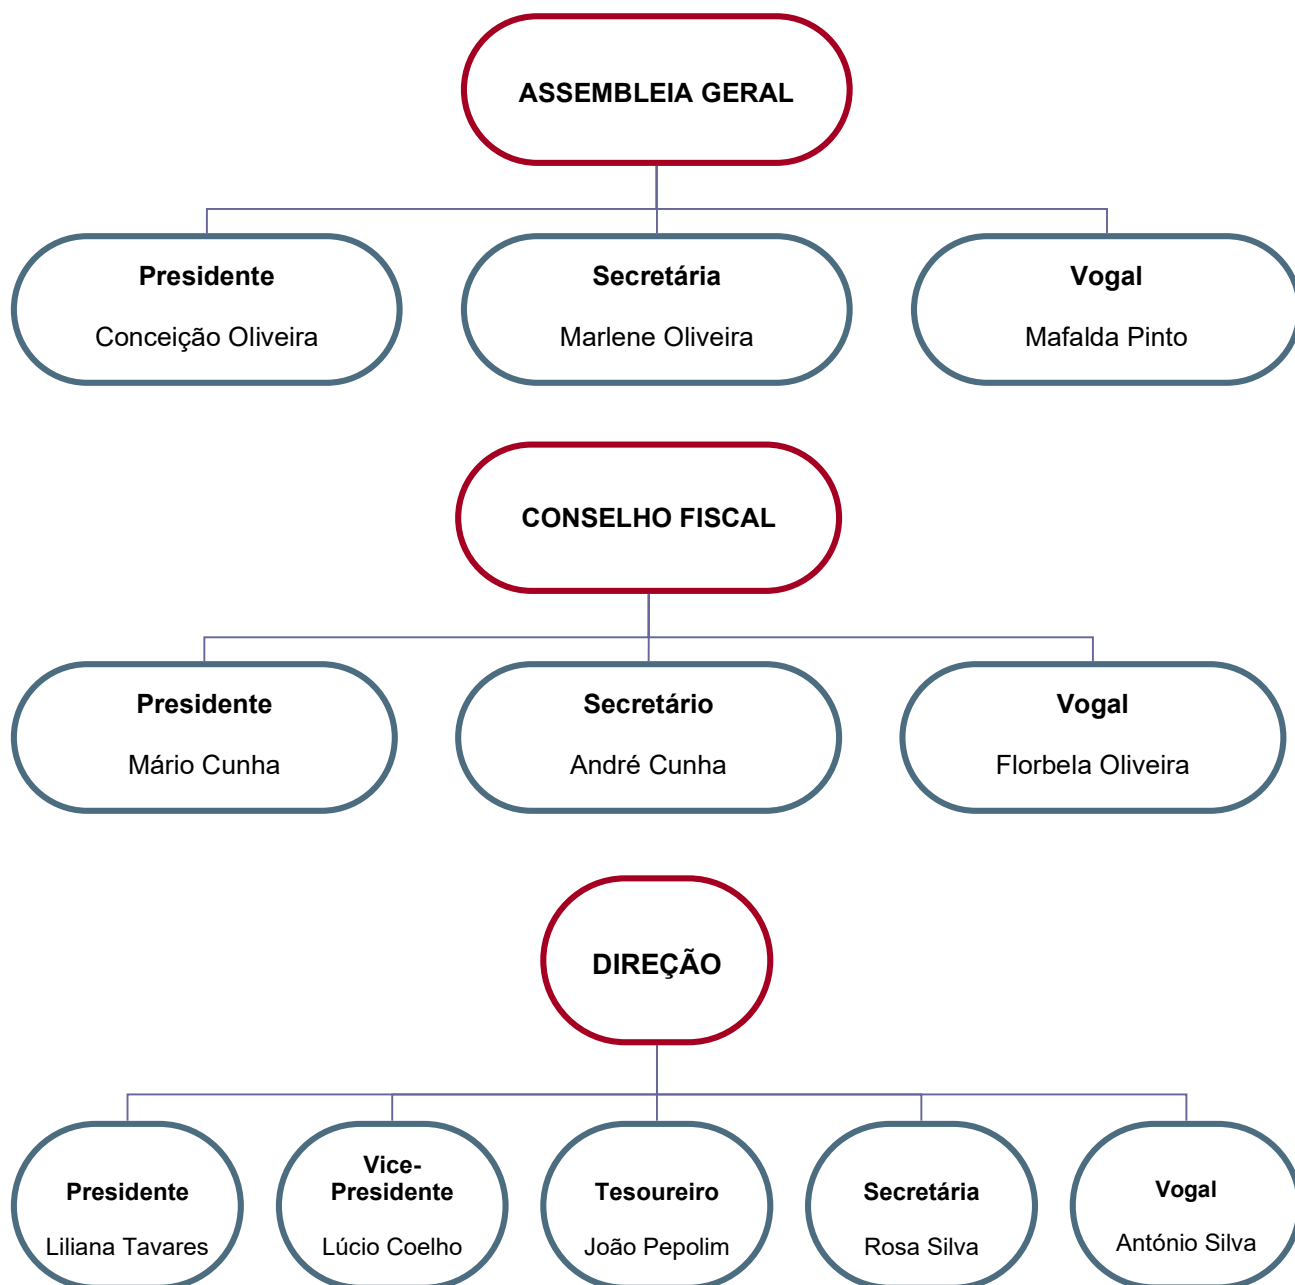 ASSEMBLEIA GERAL
Presidente
Conceição Oliveira
Secretária
Marlene Oliveira
Vogal
Mafalda Pinto
CONSELHO FISCAL
Presidente
Mário Cunha
Secretário
André Cunha
Vogal
Florbela Oliveira
DIREÇÃO
Presidente
Liliana Tavares
Vice-
Presidente
Lúcio Coelho
Tesoureiro
João Pepolim
Secretária
Rosa Silva
Vogal
António Silva